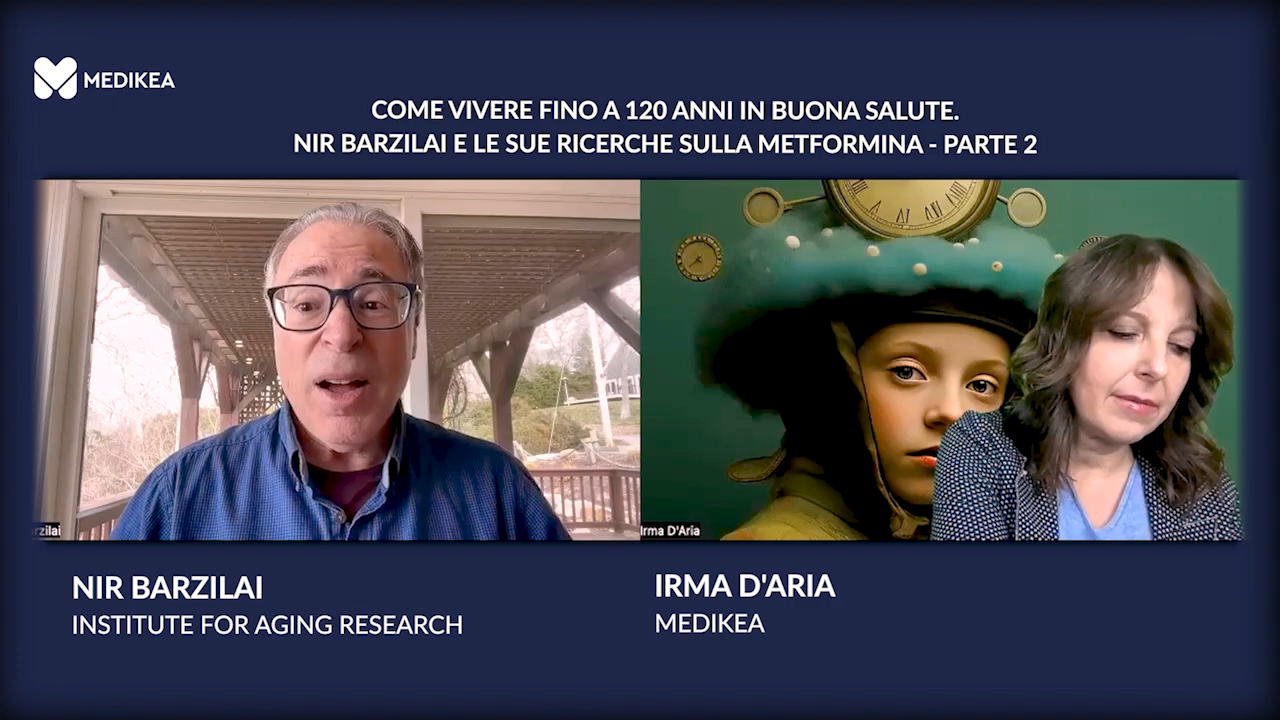 MEDIKEA
COME VIVERE FINO A 120 ANNI IN BUONA SALUTE.
NIR BARZILAI E LE SUE RICERCHE SULLA METFORMINA - PARTE 2
rzilai
Irma D'Aria
NIR BARZILAI
INSTITUTE FOR AGING RESEARCH
IRMA D'ARIA
MEDIKEA